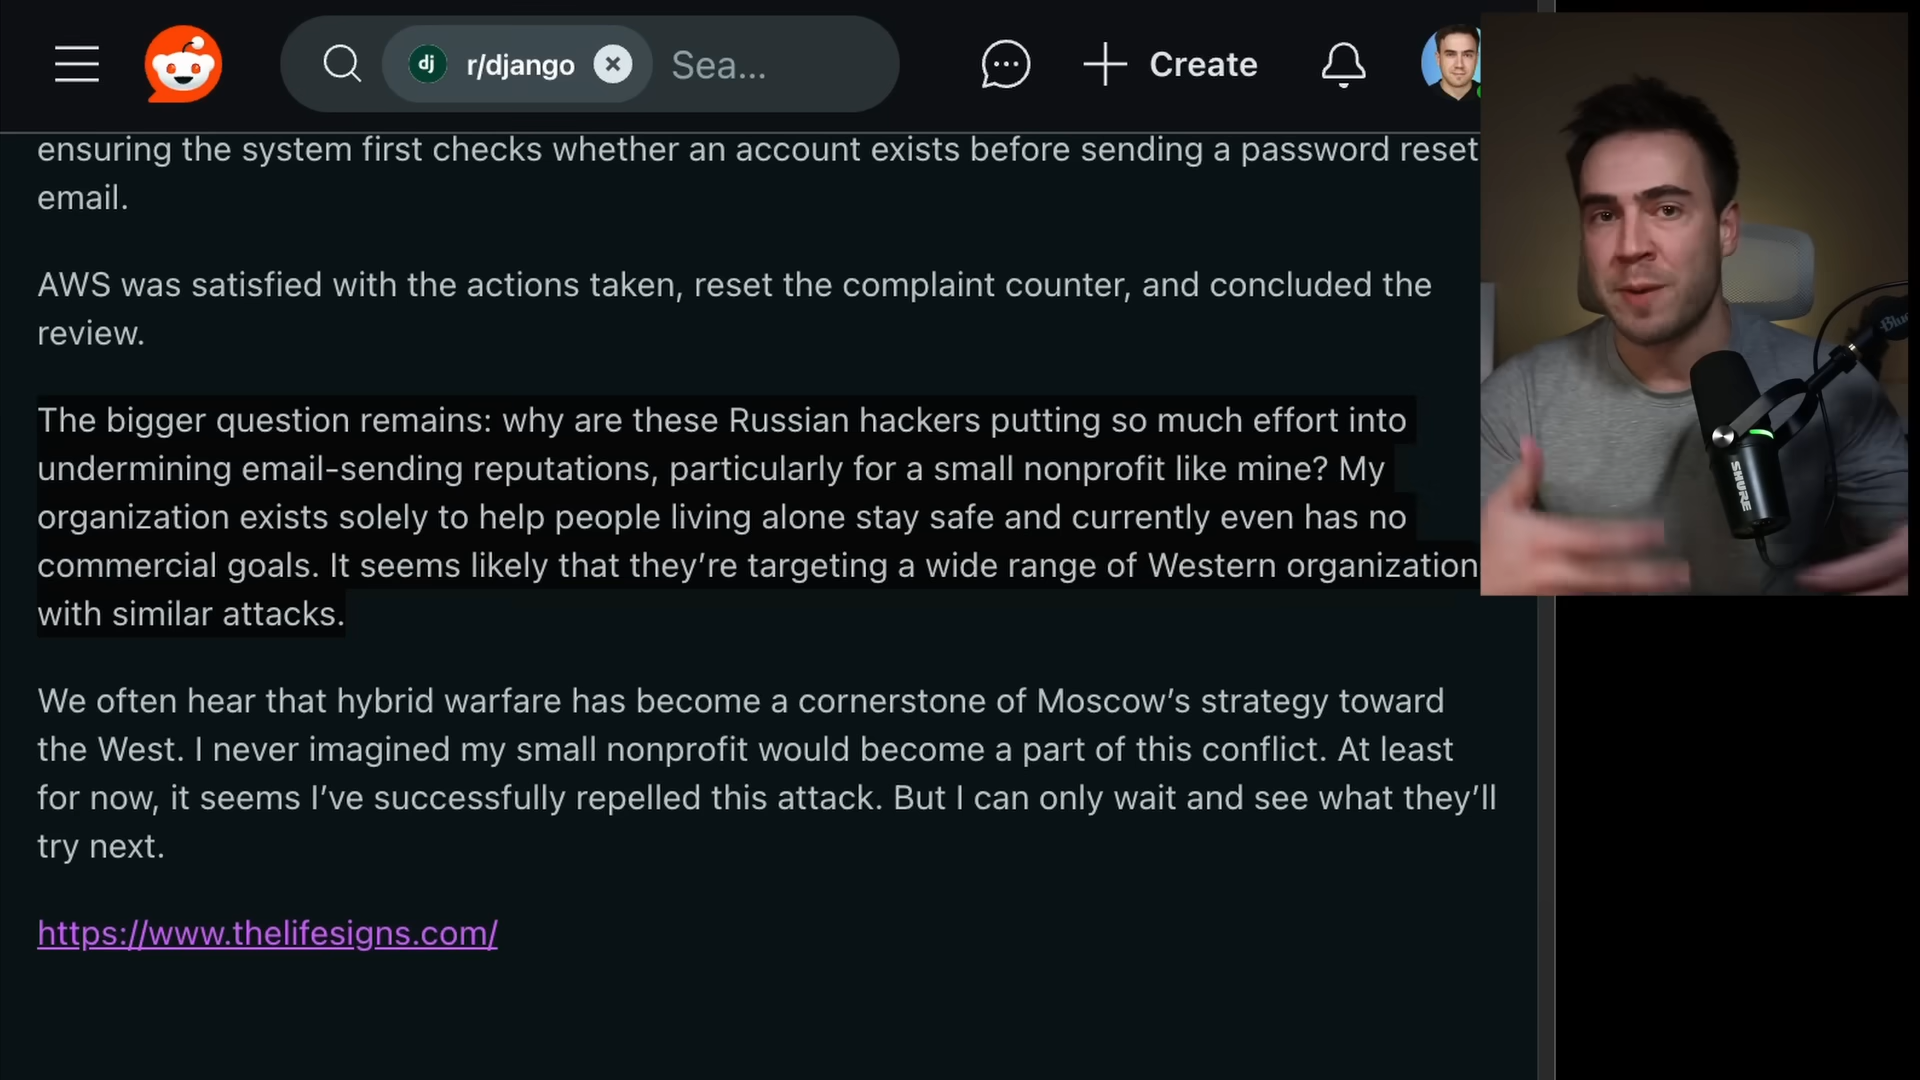 dj r/django Sea... Create
ensuring the system first checks whether an account exists before sending a password reset
email.
AWS was satisfied with the actions taken, reset the complaint counter, and concluded the
review.
The bigger question remains: why are these Russian hackers putting so much effort into
undermining email-sending reputations, particularly for a small nonprofit like mine? My
organization exists solely to help people living alone stay safe and currently even has no
commercial goals. It seems likely that they’re targeting a wide range of Western organization
with similar attacks.
We often hear that hybrid warfare has become a cornerstone of Moscow’s strategy toward
the West. I never imagined my small nonprofit would become a part of this conflict. At least
for now, it seems I’ve successfully repelled this attack. But I can only wait and see what they’ll
try next.
https://www.thelifesigns.com/
Blue
SHURE